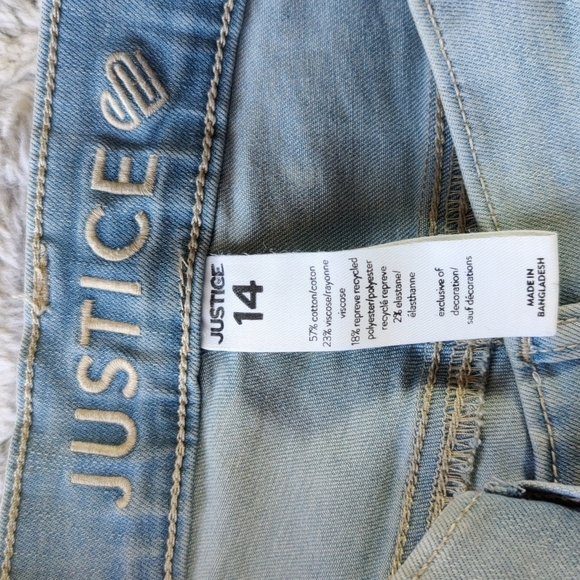 JUSTICE
JUSTICE
14
57% cotton/coton
23% viscose/rayonne
viscose
18% repreve recycled
polyester/polyester
recyclé repreve
2% elastane/
élasthanne
exclusive of
decoration/
sauf décorations
MADE IN
BANGLADESH